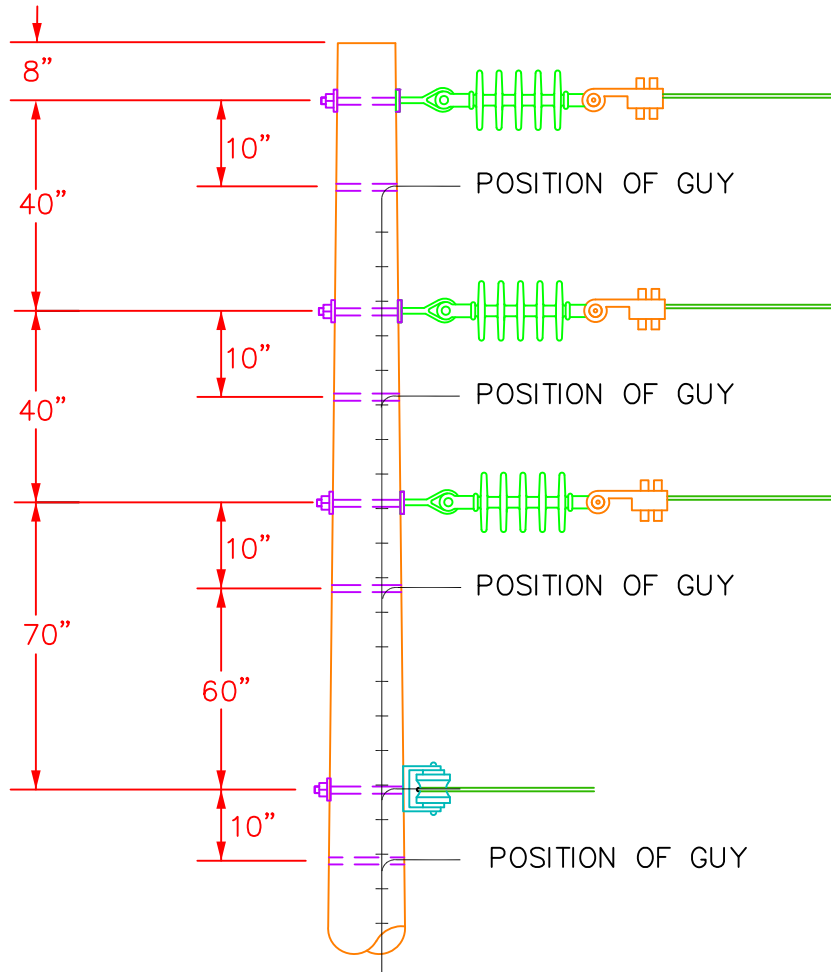 8”
10”
POSITION OF GUY
40”
10”
POSITION OF GUY
40”
10”
POSITION OF GUY
70”
60”
10”
POSITION OF GUY